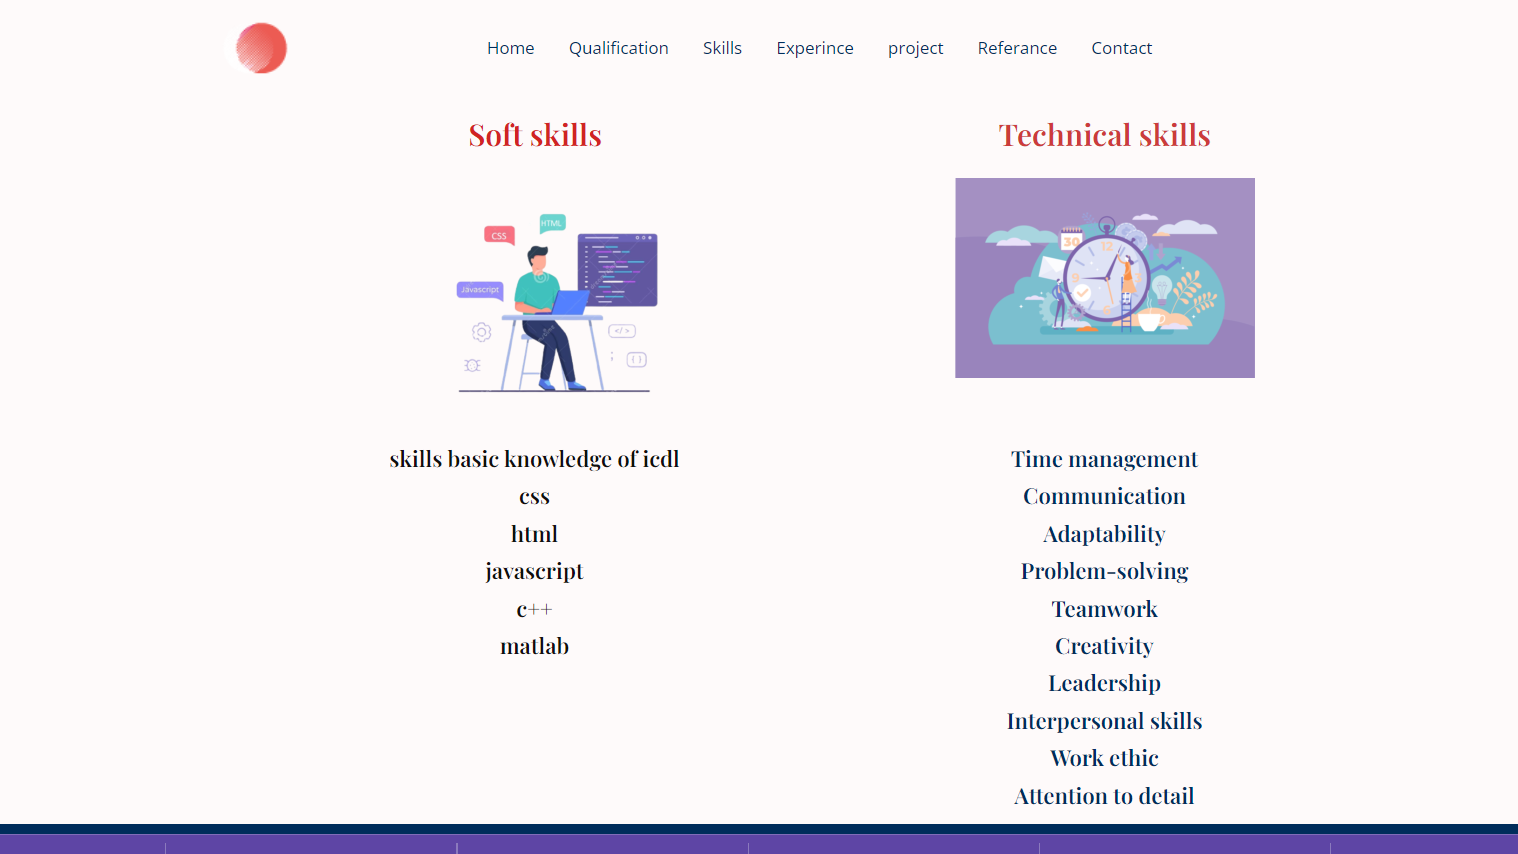 Home Qualification Skills Experince project Referance Contact
Soft skills
CSS
HTML
Javascript
</>
; { }
skills basic knowledge of icdl
css
html
javascript
c++
matlab
Technical skills
30
12
Time management
Communication
Adaptability
Problem-solving
Teamwork
Creativity
Leadership
Interpersonal skills
Work ethic
Attention to detail